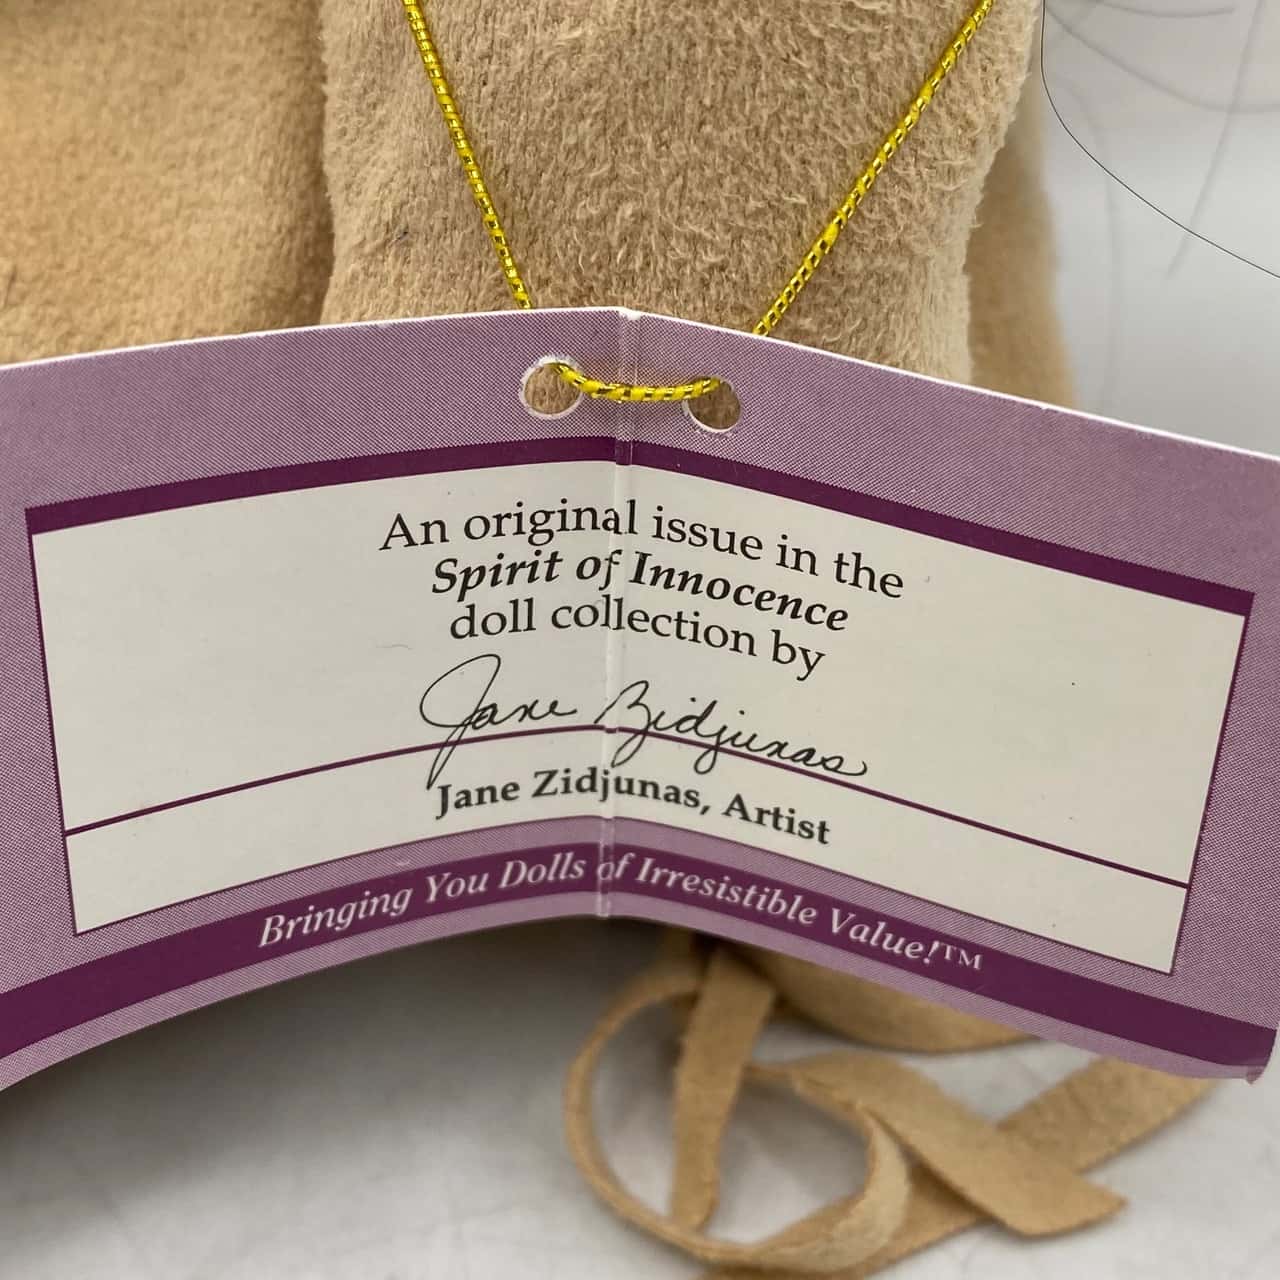 An original issue in the
Spirit of Innocence
doll collection by
Jane Zidjunas
Jane Zidjunas, Artist
Bringing You Dolls of Irresistible Value!™